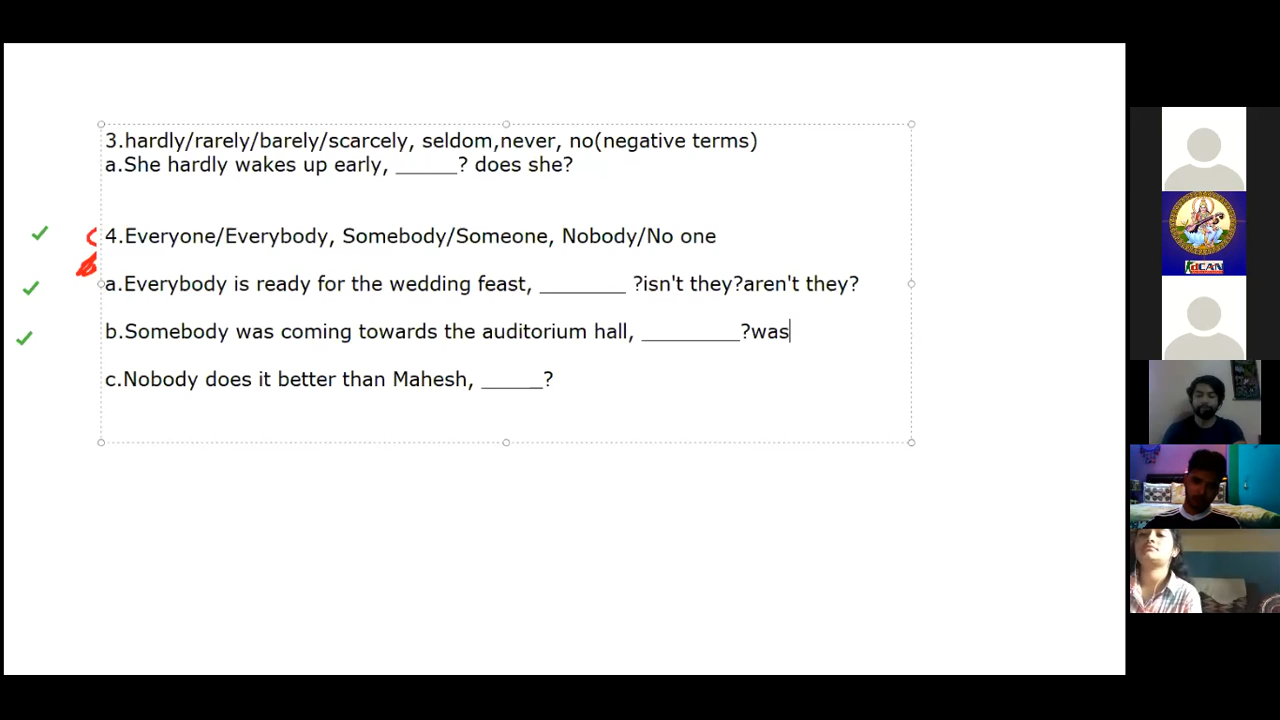 3.hardly/rarely/barely/scarcely, seldom,never, no(negative terms)
a.She hardly wakes up early, ______? does she?
4.Everyone/Everybody, Somebody/Someone, Nobody/No one
a.Everybody is ready for the wedding feast, ________ ?isn't they?aren't they?
b.Somebody was coming towards the auditorium hall, _________?was
c.Nobody does it better than Mahesh, _____?